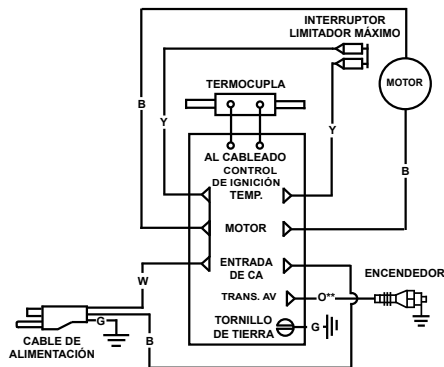 INTERRUPTOR
LIMITADOR MÁXIMO
TERMOCUPLA
MOTOR
B
Y
Y
B
AL CABLEADO
CONTROL
DE IGNICIÓN
TEMP.
MOTOR
ENTRADA
DE CA
W
ENCENDEDOR
TRANS. AV
O**
G
TORNILLO
DE TIERRA
G
CABLE DE
ALIMENTACIÓN
B